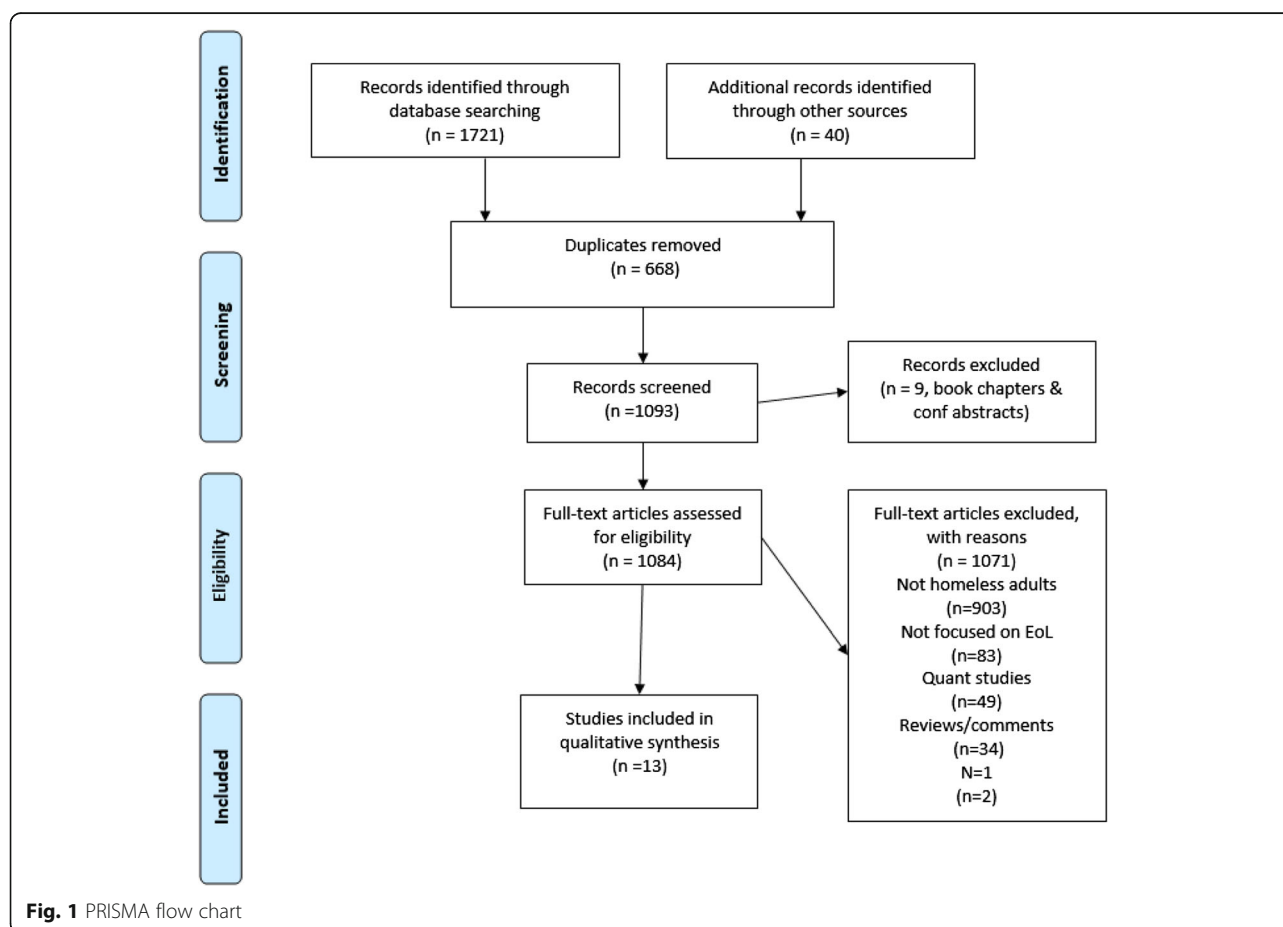 Identification
Records identified through
database searching
(n = 1721)
Additional records identified
through other sources
(n = 40)
Duplicates removed
(n = 668)
Screening
Records screened
(n =1093)
Records excluded
(n = 9, book chapters &
conf abstracts)
Eligibility
Full-text articles assessed
for eligibility
(n = 1084)
Full-text articles excluded,
with reasons
(n = 1071)
Not homeless adults
(n=903)
Not focused on EoL
(n=83)
Quant studies
(n=49)
Reviews/comments
(n=34)
N=1
(n=2)
Included
Studies included in
qualitative synthesis
(n =13)
Fig. 1 PRISMA flow chart